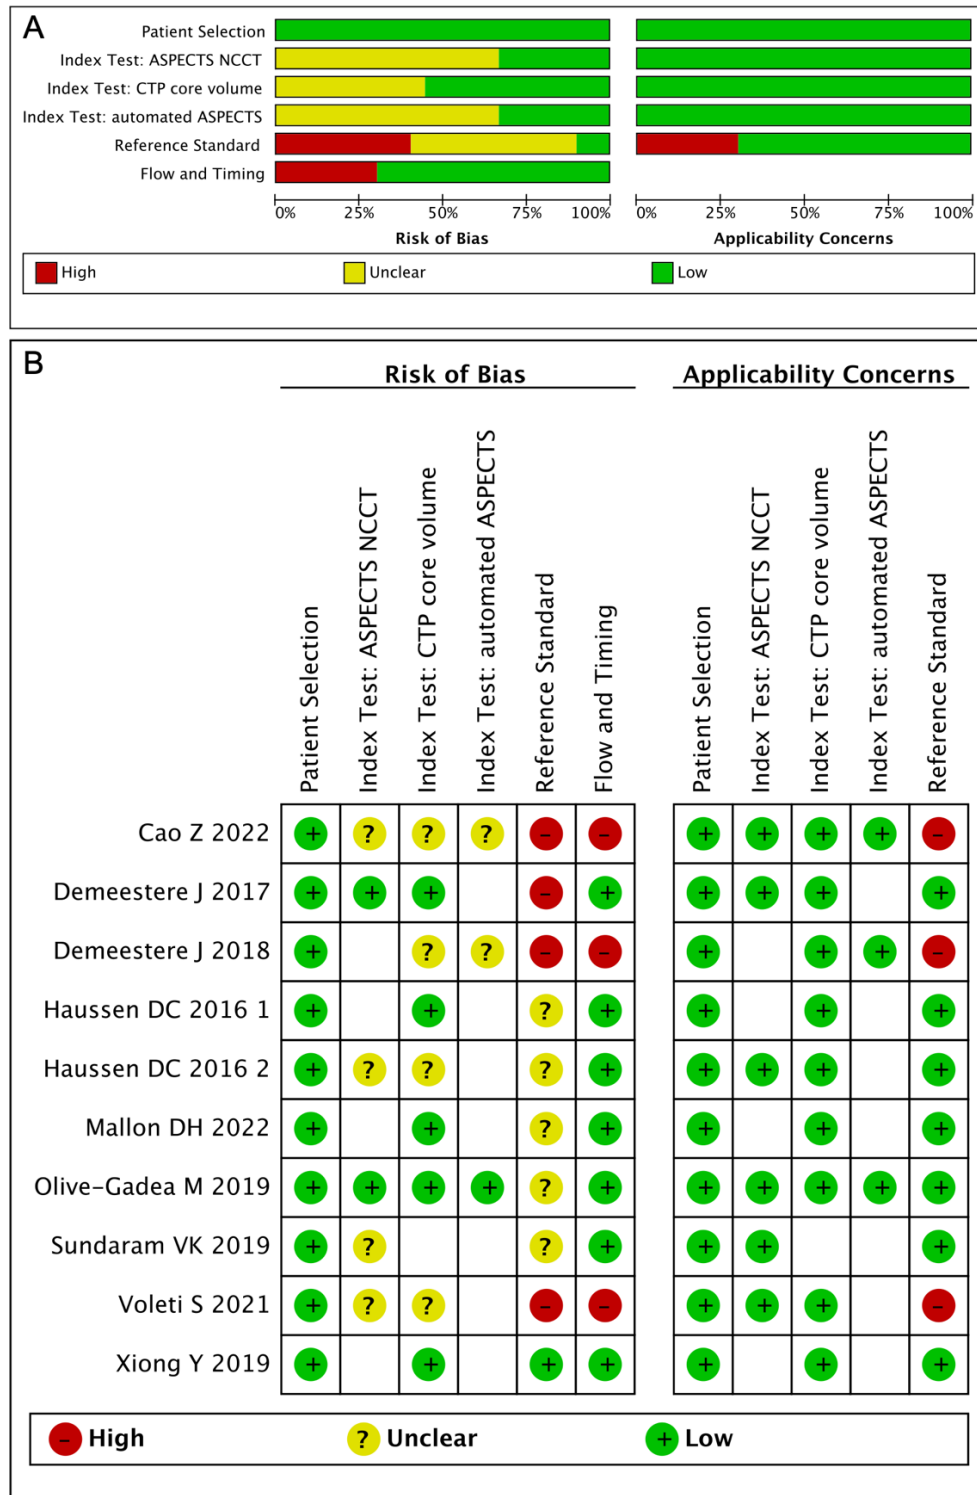 A
Patient Selection
Index Test: ASPECTS NCCT
Index Test: CTP core volume
Index Test: automated ASPECTS
Reference Standard
Flow and Timing
0% 25% 50% 75% 100% 0% 25% 50% 75% 100%
Risk of Bias Applicability Concerns
High Unclear Low
B
Risk of Bias Applicability Concerns
Patient Selection
Index Test: ASPECTS NCCT
Index Test: CTP core volume
Index Test: automated ASPECTS
Reference Standard
Flow and Timing
Patient Selection
Index Test: ASPECTS NCCT
Index Test: CTP core volume
Index Test: automated ASPECTS
Reference Standard
Cao Z 2022 + ? ? ? – – + + + + –
Demeestere J 2017 + + + – + + + + +
Demeestere J 2018 + ? ? – – + + + –
Haussen DC 2016 1 + + ? + + + +
Haussen DC 2016 2 + ? ? ? + + + + +
Mallon DH 2022 + + ? + + + +
Olive-Gadea M 2019 + + + + ? + + + + + +
Sundaram VK 2019 + ? ? + + + +
Voleti S 2021 + ? ? – – + + + –
Xiong Y 2019 + + + + + + +
– High ? Unclear + Low